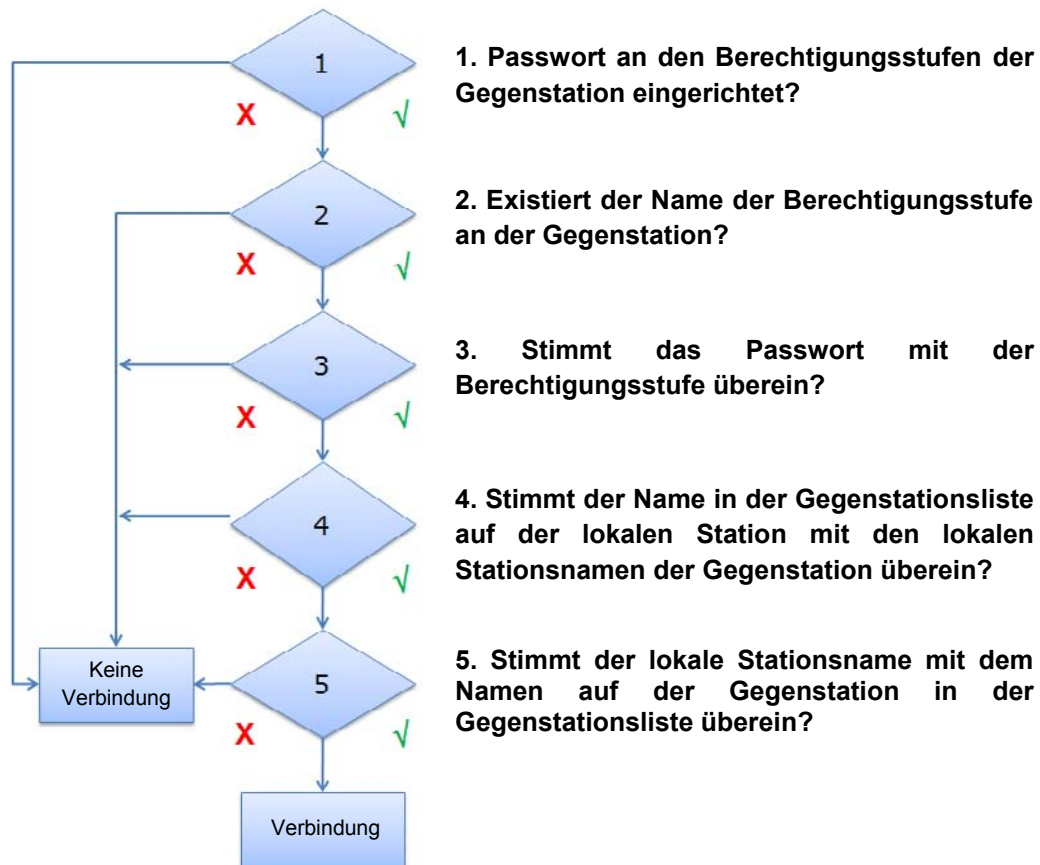 1
X √
1. Passwort an den Berechtigungsstufen der
Gegenstation eingerichtet?
2
X √
2. Existiert der Name der Berechtigungsstufe
an der Gegenstation?
3
X √
3. Stimmt das Passwort mit der
Berechtigungsstufe überein?
4
X √
4. Stimmt der Name in der Gegenstationsliste
auf der lokalen Station mit den lokalen
Stationsnamen der Gegenstation überein?
Keine
Verbindung
5
X √
5. Stimmt der lokale Stationsname mit dem
Namen auf der Gegenstation in der
Gegenstationsliste überein?
Verbindung